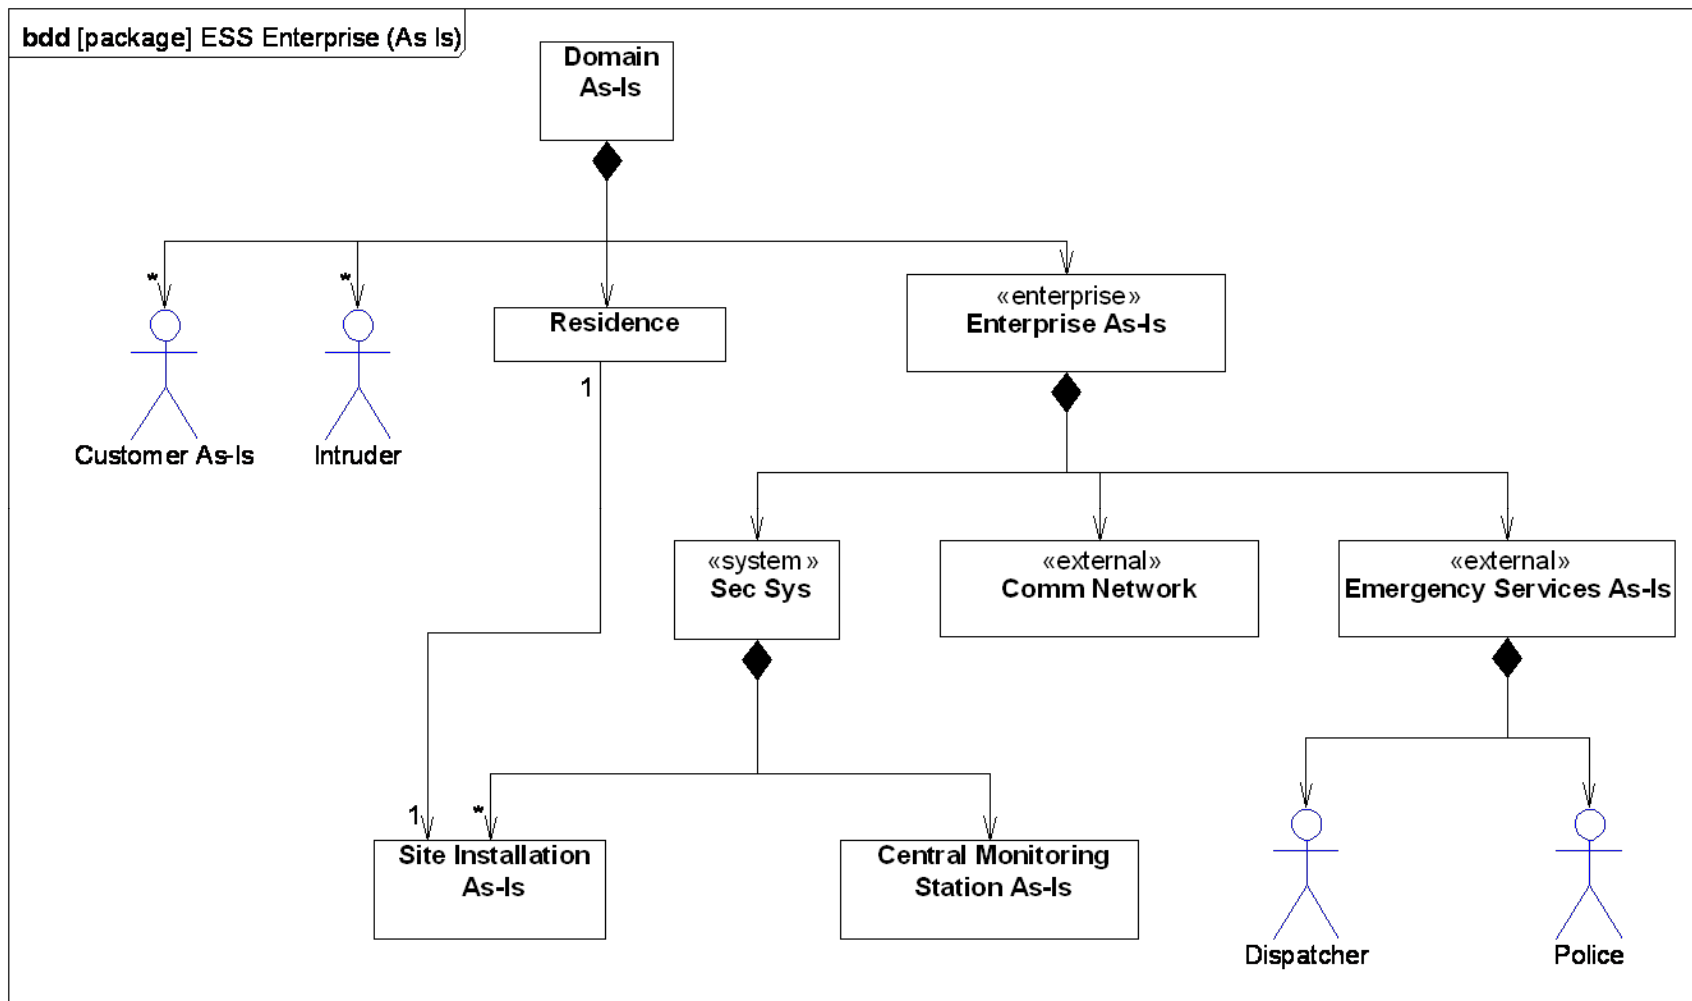 bdd [package] ESS Enterprise (As Is)
Domain
As-Is
*
*
«enterprise»
Enterprise As-Is
Residence
1
Customer As-Is
Intruder
«system »
Sec Sys
«external»
Comm Network
«external»
Emergency Services As-Is
1
*
Site Installation
As-Is
Central Monitoring
Station As-Is
Dispatcher
Police